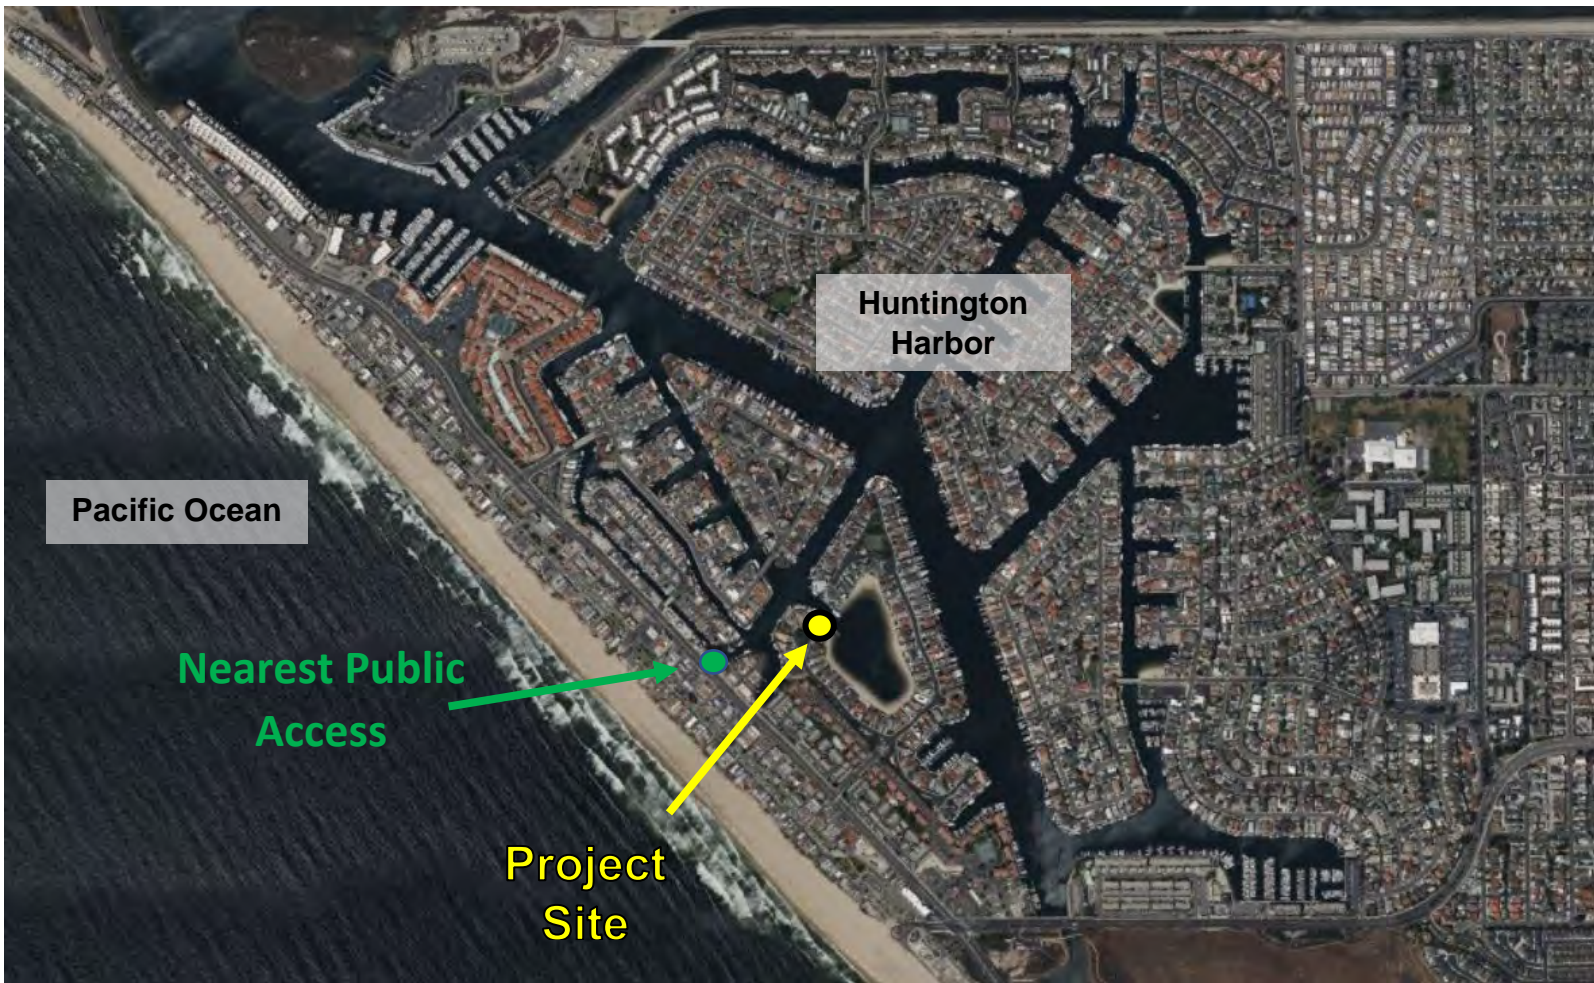 Huntington
Harbor
Pacific Ocean
Nearest Public
Access
Project
Site